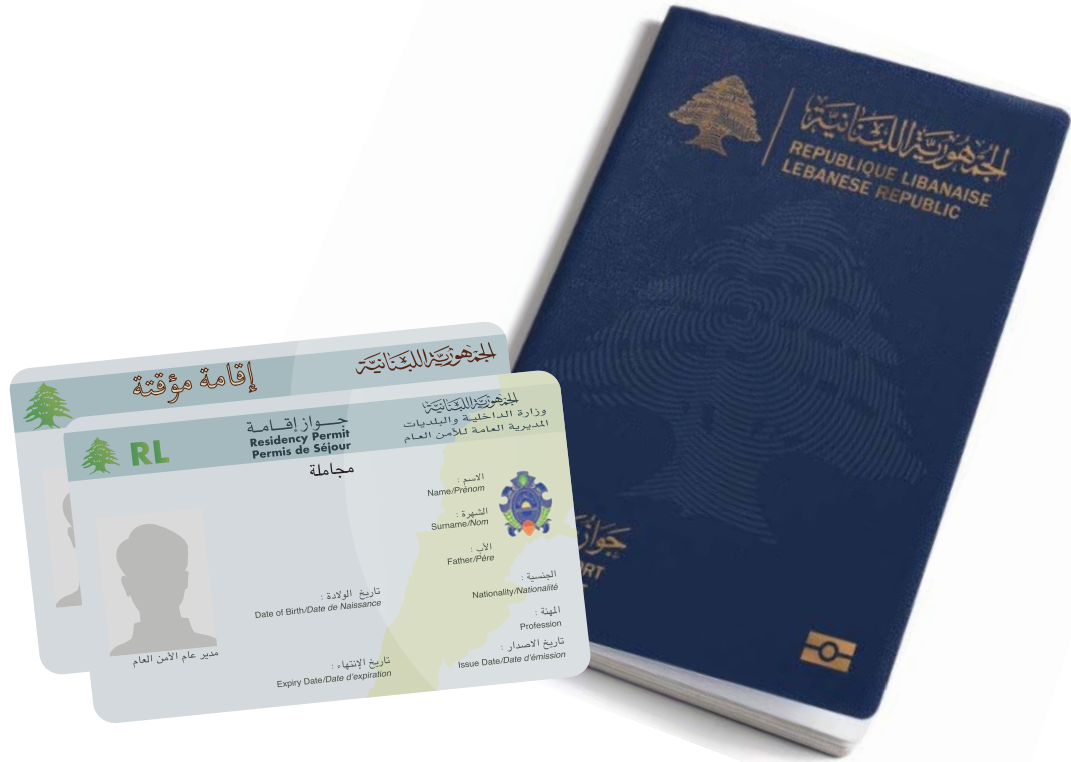 الجمهورية اللبنانية
REPUBLIQUE LIBANAISE
LEBANESE REPUBLIC
جواز
الجمهورية اللبنانية
إقامة مؤقتة
الجمهورية اللبنانية
وزارة الداخلية والبلديات
المديرية العامة للأمن العام
جـواز إقـامـة
Residency Permit
Permis de Séjour
RL
مجاملة
الاسم :
Name/Prénom
الشهرة :
Surname/Nom
الأب :
Father/Pére
الجنسية :
Nationality/Nationalité
تاريخ الولادة :
Date of Birth/Date de Naissance
المهنة :
Profession
تاريخ الاصدار :
Issue Date/Date d'émission
تاريخ الإنتهاء :
Expiry Date/Date d'expiration
مدير عام الأمن العام